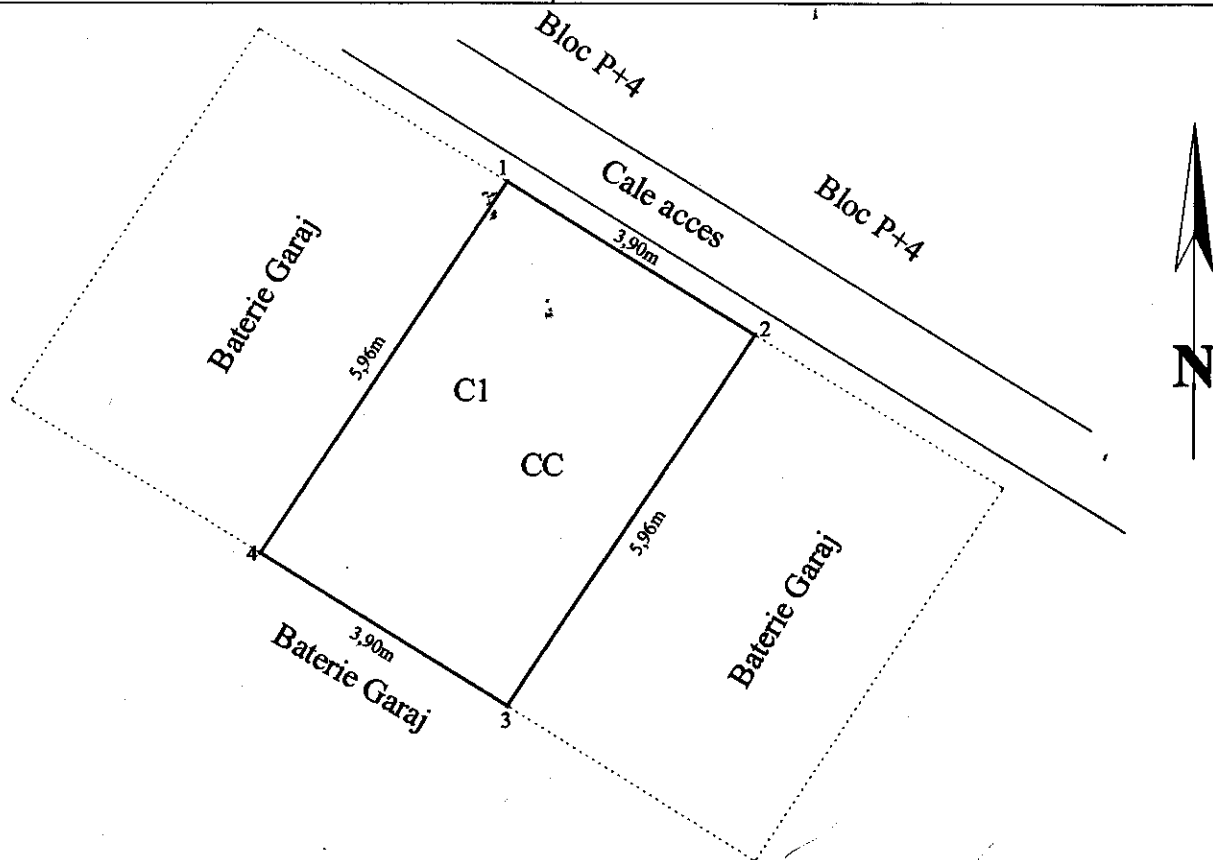 Bloc P+4
Cale acces
Bloc P+4
1
3,90m
2
Baterie Garaj
5,96m
C1
CC
5,96m
N
4
3,90m
Baterie Garaj
3
Baterie Garaj